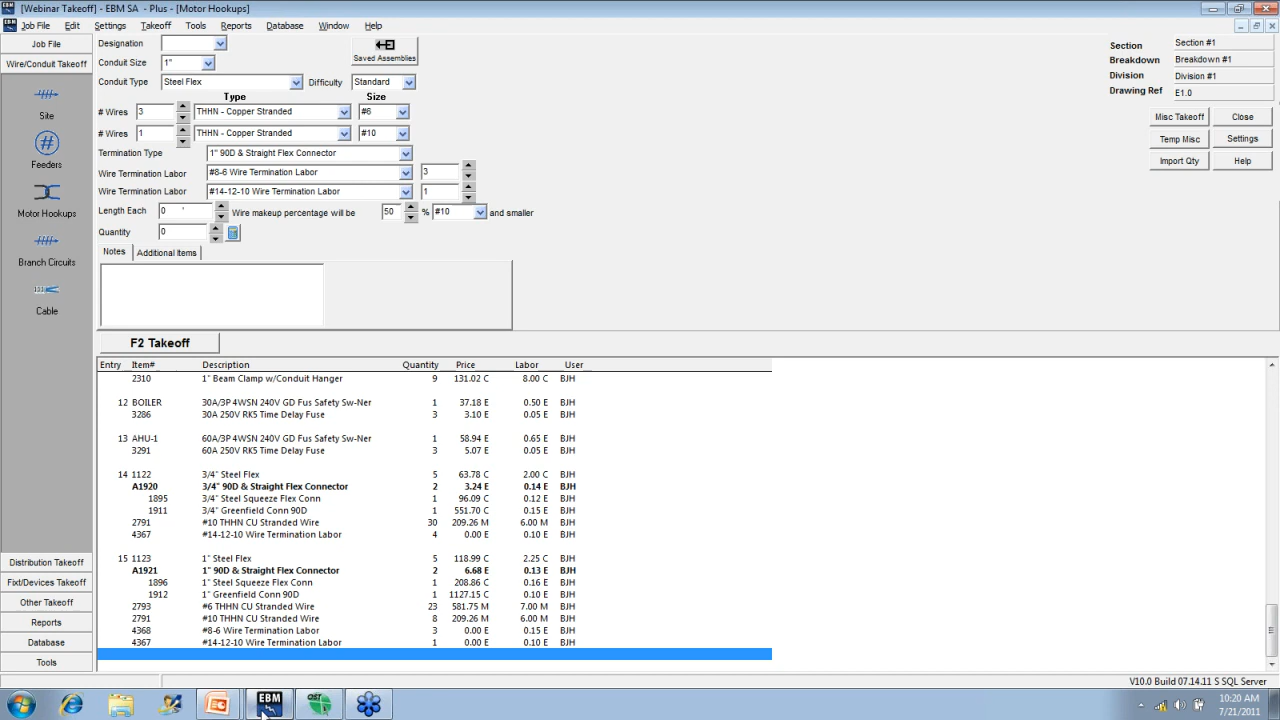 [Webinar Takeoff] - EBM SA - Plus - [Motor Hookups]
Job File Edit Settings Takeoff Tools Reports Database Window Help
Job File
Wire/Conduit Takeoff
Site
Feeders
Motor Hookups
Branch Circuits
Cable
Distribution Takeoff
Fixt/Devices Takeoff
Other Takeoff
Reports
Database
Tools
Designation
Saved Assemblies
Conduit Size 1"
Conduit Type Steel Flex Difficulty Standard
Type Size
# Wires 3 THHN - Copper Stranded #6
# Wires 1 THHN - Copper Stranded #10
Termination Type 1" 90D & Straight Flex Connector
Wire Termination Labor #8-6 Wire Termination Labor 3
Wire Termination Labor #14-12-10 Wire Termination Labor 1
Length Each 0 ' Wire makeup percentage will be 50 % #10 and smaller
Quantity 0
Notes Additional Items
Section Section #1
Breakdown Breakdown #1
Division Division #1
Drawing Ref E1.0
Misc Takeoff Close
Temp Misc Settings
Import Qty Help
F2 Takeoff
Entry Item# Description Quantity Price Labor User
2310 1" Beam Clamp w/Conduit Hanger 9 131.02 C 8.00 C BJH
12 BOILER 30A/3P 4WSN 240V GD Fus Safety Sw-Ner 1 37.18 E 0.50 E BJH
3286 30A 250V RK5 Time Delay Fuse 3 3.10 E 0.05 E BJH
13 AHU-1 60A/3P 4WSN 240V GD Fus Safety Sw-Ner 1 58.94 E 0.65 E BJH
3291 60A 250V RK5 Time Delay Fuse 3 5.07 E 0.05 E BJH
14 1122 3/4" Steel Flex 5 63.78 C 2.00 C BJH
A1920 3/4" 90D & Straight Flex Connector 2 3.24 E 0.14 E BJH
1895 3/4" Steel Squeeze Flex Conn 1 96.09 C 0.12 E BJH
1911 3/4" Greenfield Conn 90D 1 551.70 C 0.15 E BJH
2791 #10 THHN CU Stranded Wire 30 209.26 M 6.00 M BJH
4367 #14-12-10 Wire Termination Labor 4 0.00 E 0.10 E BJH
15 1123 1" Steel Flex 5 118.99 C 2.25 C BJH
A1921 1" 90D & Straight Flex Connector 2 6.68 E 0.13 E BJH
1896 1" Steel Squeeze Flex Conn 1 208.86 C 0.16 E BJH
1912 1" Greenfield Conn 90D 1 1127.15 C 0.10 E BJH
2793 #6 THHN CU Stranded Wire 23 581.75 M 7.00 M BJH
2791 #10 THHN CU Stranded Wire 8 209.26 M 6.00 M BJH
4368 #8-6 Wire Termination Labor 3 0.00 E 0.15 E BJH
4367 #14-12-10 Wire Termination Labor 1 0.00 E 0.10 E BJH
V10.0 Build 07.14.11 S SQL Server
EBM
OST
10:20 AM
7/21/2011